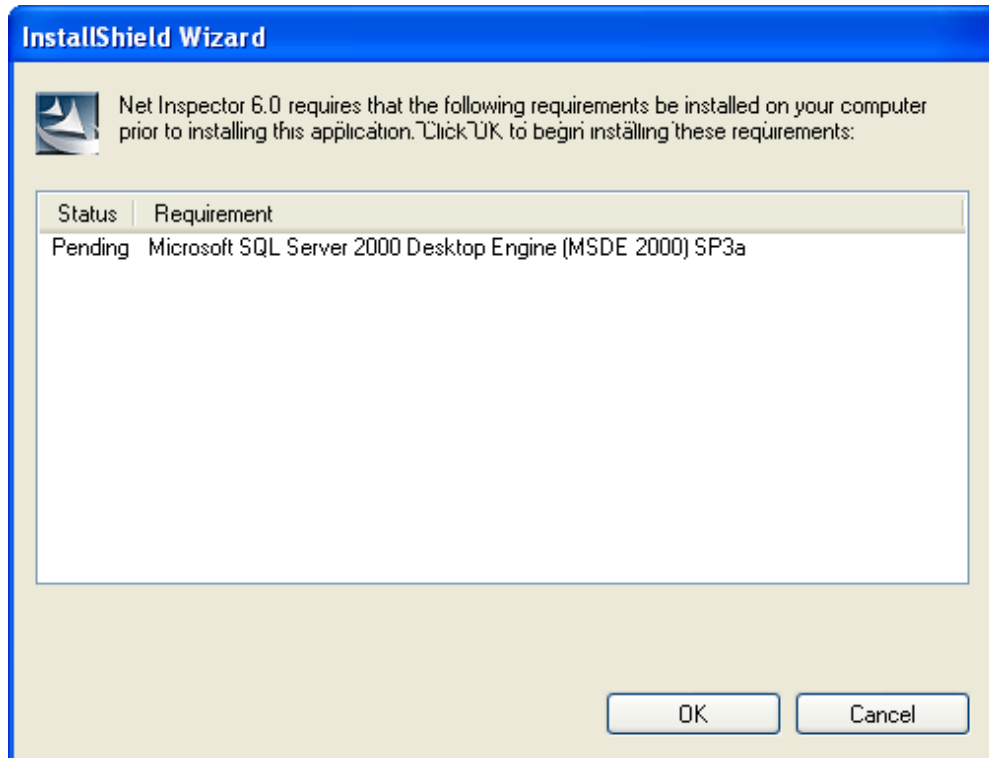 InstallShield Wizard
Net Inspector 6.0 requires that the following requirements be installed on your computer
prior to installing this application. Click OK to begin installing these requirements:
Status Requirement
Pending Microsoft SQL Server 2000 Desktop Engine (MSDE 2000) SP3a
OK Cancel